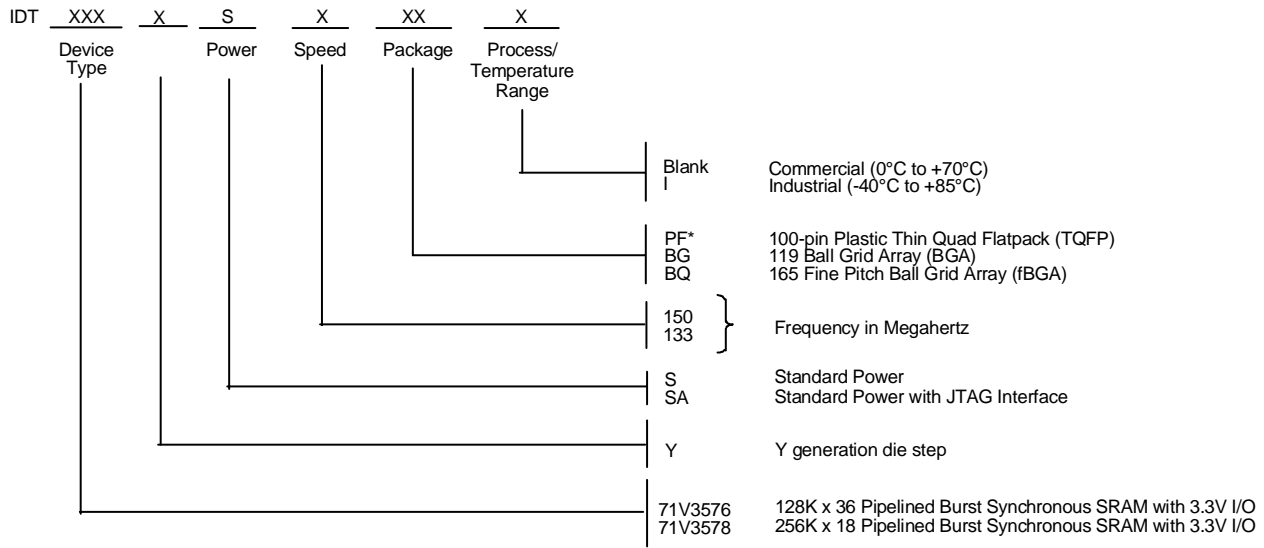 IDT XXX X S X XX X
Device Type
Power
Speed
Package
Process/
Temperature
Range
Blank Commercial (0°C to +70°C)
I Industrial (-40°C to +85°C)
PF* 100-pin Plastic Thin Quad Flatpack (TQFP)
BG 119 Ball Grid Array (BGA)
BQ 165 Fine Pitch Ball Grid Array (fBGA)
150
133
Frequency in Megahertz
S Standard Power
SA Standard Power with JTAG Interface
Y Y generation die step
71V3576 128K x 36 Pipelined Burst Synchronous SRAM with 3.3V I/O
71V3578 256K x 18 Pipelined Burst Synchronous SRAM with 3.3V I/O